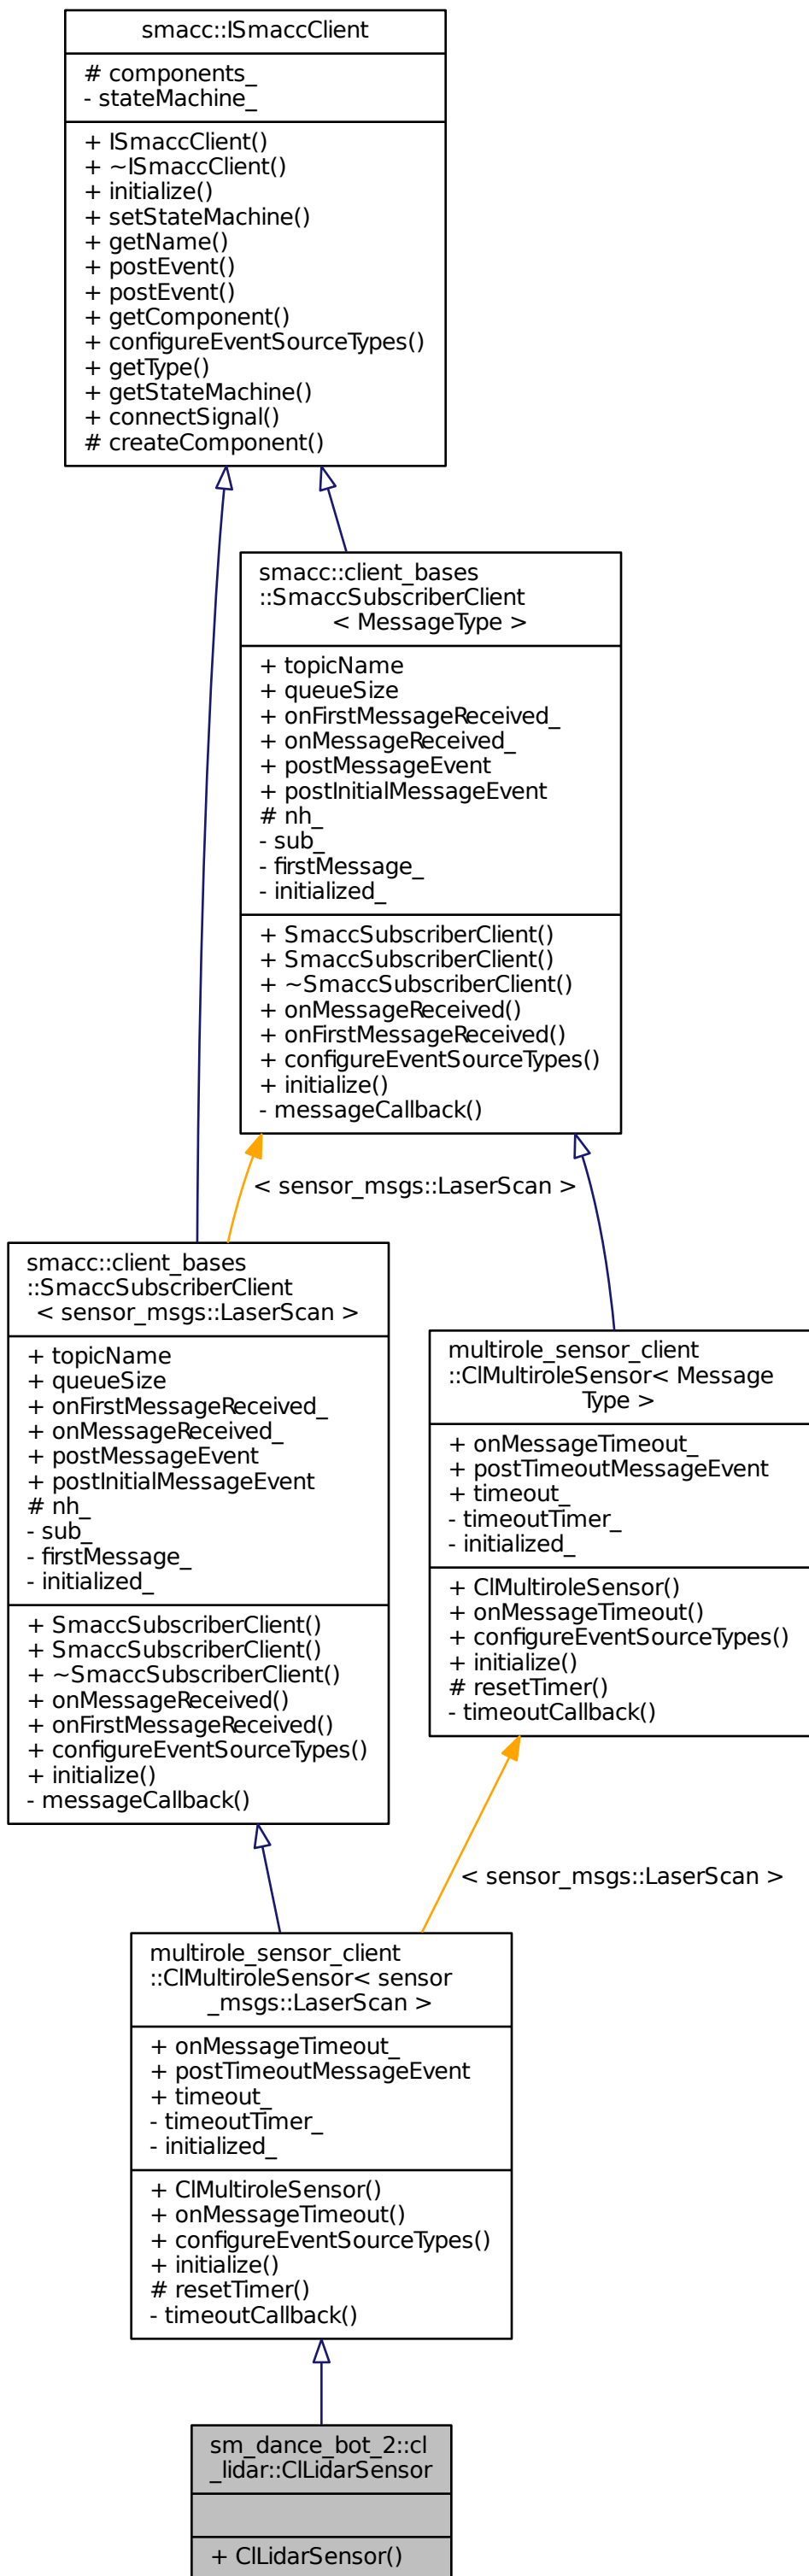 smacc::ISmaccClient
# components_
- stateMachine_
+ ISmaccClient()
+ ~ISmaccClient()
+ initialize()
+ setStateMachine()
+ getName()
+ postEvent()
+ postEvent()
+ getComponent()
+ configureEventSourceTypes()
+ getType()
+ getStateMachine()
+ connectSignal()
# createComponent()
smacc::client_bases
::SmaccSubscriberClient
< MessageType >
+ topicName
+ queueSize
+ onFirstMessageReceived_
+ onMessageReceived_
+ postMessageEvent
+ postInitialMessageEvent
# nh_
- sub_
- firstMessage_
- initialized_
+ SmaccSubscriberClient()
+ SmaccSubscriberClient()
+ ~SmaccSubscriberClient()
+ onMessageReceived()
+ onFirstMessageReceived()
+ configureEventSourceTypes()
+ initialize()
- messageCallback()
< sensor_msgs::LaserScan >
smacc::client_bases
::SmaccSubscriberClient
< sensor_msgs::LaserScan >
+ topicName
+ queueSize
+ onFirstMessageReceived_
+ onMessageReceived_
+ postMessageEvent
+ postInitialMessageEvent
# nh_
- sub_
- firstMessage_
- initialized_
+ SmaccSubscriberClient()
+ SmaccSubscriberClient()
+ ~SmaccSubscriberClient()
+ onMessageReceived()
+ onFirstMessageReceived()
+ configureEventSourceTypes()
+ initialize()
- messageCallback()
multirole_sensor_client
::ClMultiroleSensor< Message
Type >
+ onMessageTimeout_
+ postTimeoutMessageEvent
+ timeout_
- timeoutTimer_
- initialized_
+ ClMultiroleSensor()
+ onMessageTimeout()
+ configureEventSourceTypes()
+ initialize()
# resetTimer()
- timeoutCallback()
< sensor_msgs::LaserScan >
multirole_sensor_client
::ClMultiroleSensor< sensor
_msgs::LaserScan >
+ onMessageTimeout_
+ postTimeoutMessageEvent
+ timeout_
- timeoutTimer_
- initialized_
+ ClMultiroleSensor()
+ onMessageTimeout()
+ configureEventSourceTypes()
+ initialize()
# resetTimer()
- timeoutCallback()
sm_dance_bot_2::cl
_lidar::ClLidarSensor
+ ClLidarSensor()